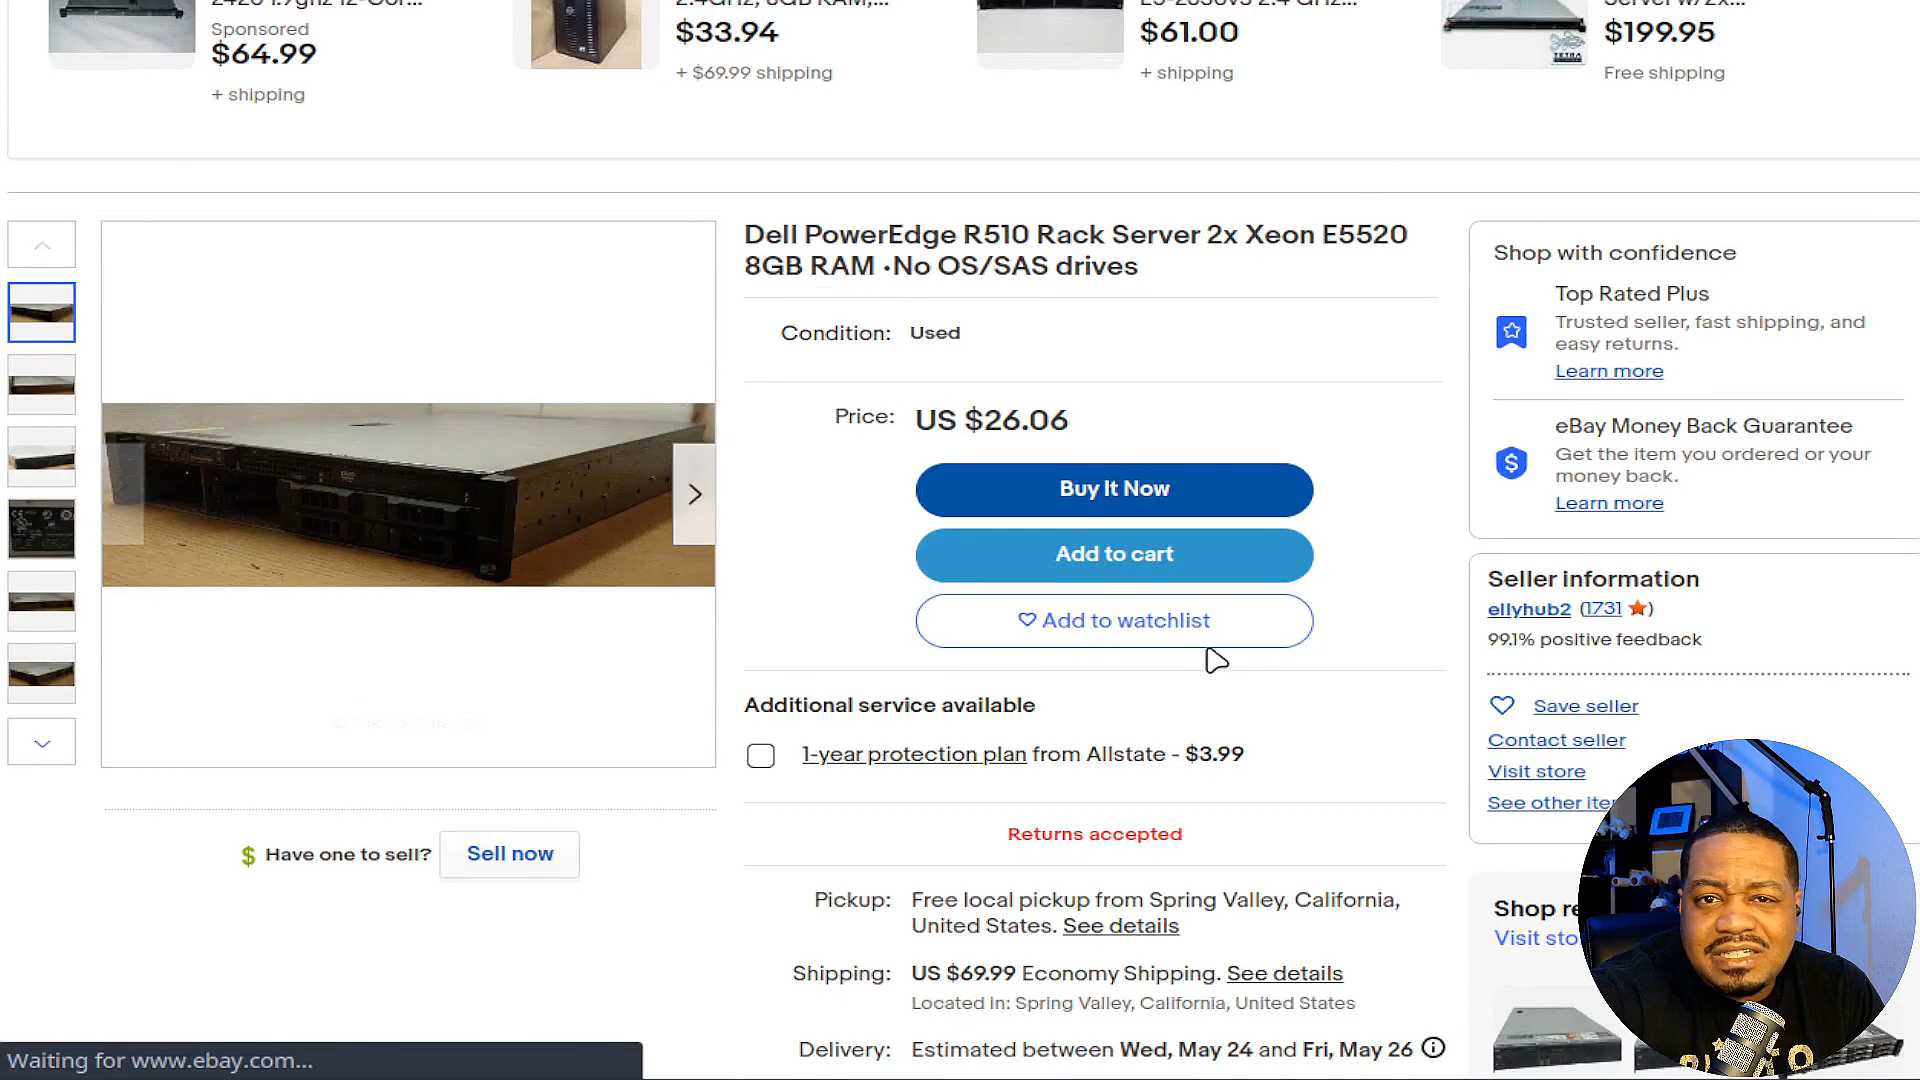 Sponsored
$64.99
+ shipping
$33.94
+ $69.99 shipping
$61.00
+ shipping
$199.95
Free shipping
Dell PowerEdge R510 Rack Server 2x Xeon E5520
8GB RAM •No OS/SAS drives
Condition: Used
Price: US $26.06
Buy It Now
Add to cart
Add to watchlist
Additional service available
1-year protection plan from Allstate - $3.99
Returns accepted
Pickup: Free local pickup from Spring Valley, California,
United States. See details
Shipping: US $69.99 Economy Shipping. See details
Located in: Spring Valley, California, United States
Delivery: Estimated between Wed, May 24 and Fri, May 26
Have one to sell? Sell now
Shop with confidence
Top Rated Plus
Trusted seller, fast shipping, and
easy returns.
Learn more
eBay Money Back Guarantee
Get the item you ordered or your
money back.
Learn more
Seller information
ellyhub2 (1731)
99.1% positive feedback
Save seller
Contact seller
Visit store
See other
Shop
Visit
Waiting for www.ebay.com...